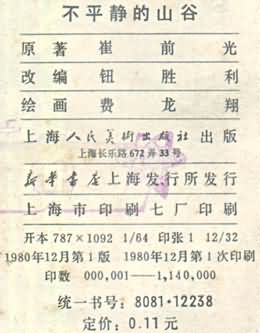 不平静的山谷
原著 崔前光
改编 钮胜利
绘画 费龙翔
上海人民美术出版社出版
上海长乐路672弄33号
新华书店上海发行所发行
上海市印刷七厂印刷
开本787×1092 1/64 印张1 12/32
1980年12月第1版 1980年12月第1次印刷
印数 000,001——1,140,000
统一书号：8081·12238
定价：0.11元